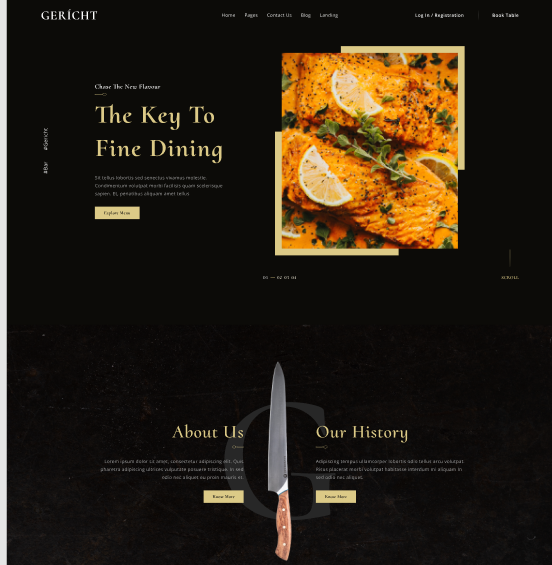 GERÍCHT
Home Pages Contact Us Blog Landing
Log In / Registration
Book Table
Chase The New Flavour
The Key To
Fine Dining
#Gericht
#Bar
Sit tellus lobortis sed senectus vivamus molestie.
Condimentum volutpat morbi facilisis quam scelerisque
sapien. Et, penatibus aliquam amet tellus
Explore Menu
01 — 02 03 04
SCROLL
G
About Us
Lorem ipsum dolor sit amet, consectetur adipiscing elit. Quis
pharetra adipiscing ultrices vulputate posuere tristique. In sed
odio nec aliquet eu proin mauris et.
Know More
Our History
Adipiscing tempus ullamcorper lobortis odio tellus arcu volutpat.
Risus placerat morbi volutpat habitasse interdum mi aliquam in
sed odio nec aliquet.
Know More